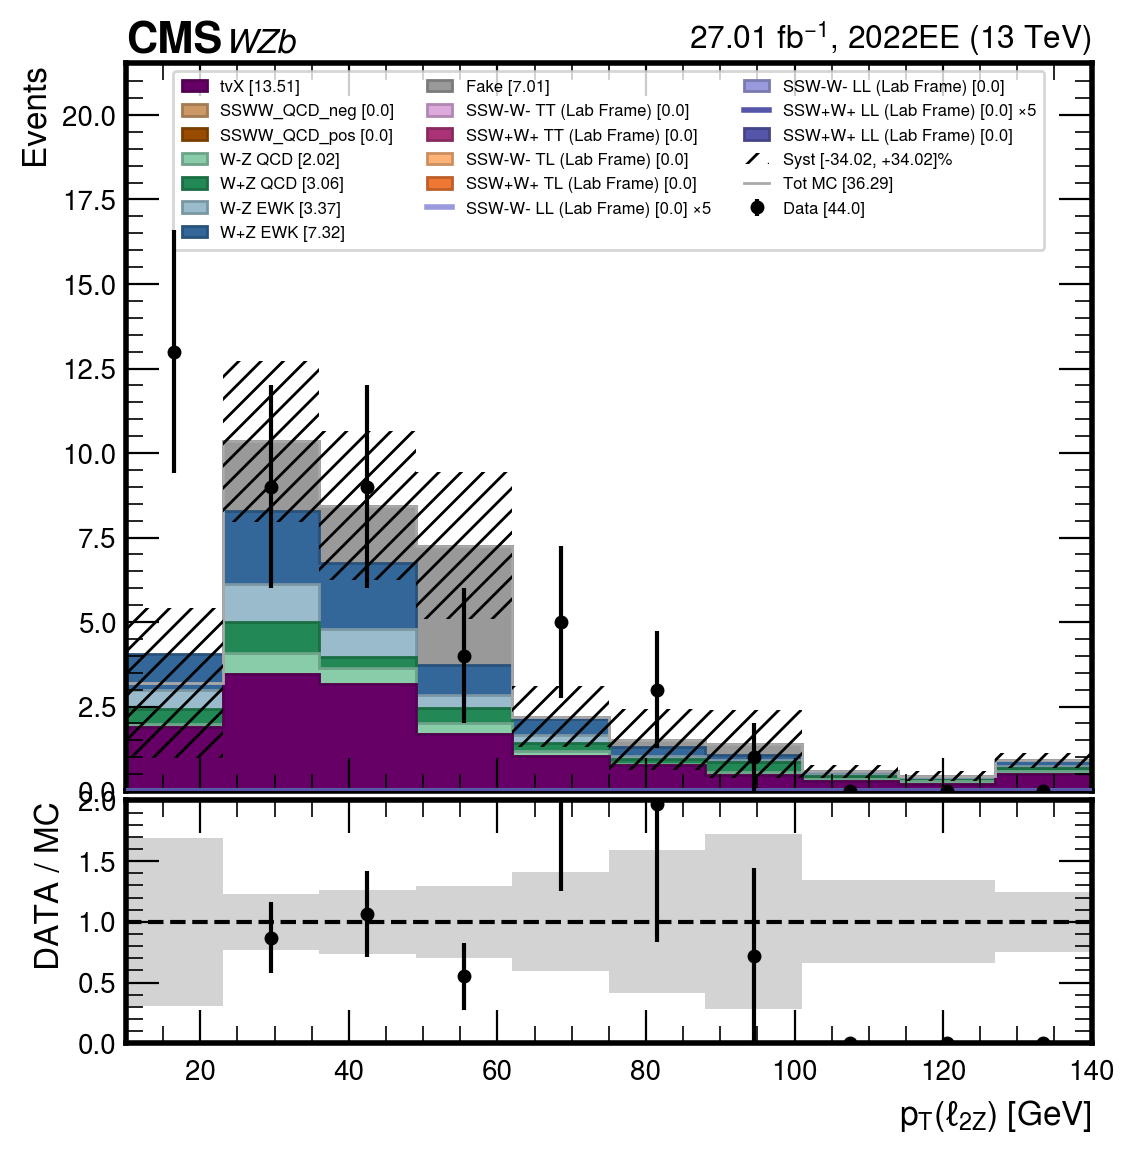 CMS WZb
27.01 fb⁻¹, 2022EE (13 TeV)
Events
tvX [13.51]
SSWW_QCD_neg [0.0]
SSWW_QCD_pos [0.0]
W-Z QCD [2.02]
W+Z QCD [3.06]
W-Z EWK [3.37]
W+Z EWK [7.32]
Fake [7.01]
SSW-W- TT (Lab Frame) [0.0]
SSW+W+ TT (Lab Frame) [0.0]
SSW-W- TL (Lab Frame) [0.0]
SSW+W+ TL (Lab Frame) [0.0]
SSW-W- LL (Lab Frame) [0.0] ×5
SSW-W- LL (Lab Frame) [0.0]
SSW+W+ LL (Lab Frame) [0.0] ×5
SSW+W+ LL (Lab Frame) [0.0]
Syst [-34.02, +34.02]%
Tot MC [36.29]
Data [44.0]
20.0
17.5
15.0
12.5
10.0
7.5
5.0
2.5
0.0
DATA / MC
2.0
1.5
1.0
0.5
0.0
20 40 60 80 100 120 140
p_T(ℓ_2Z) [GeV]